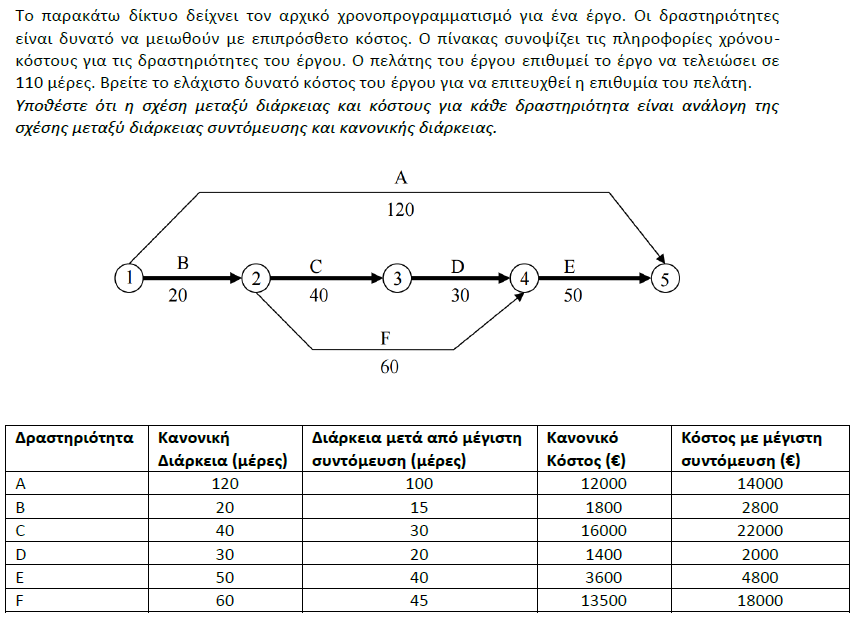 Το παρακάτω δίκτυο δείχνει τον αρχικό χρονοπρογραμματισμό για ένα έργο. Οι δραστηριότητες
είναι δυνατό να μειωθούν με επιπρόσθετο κόστος. Ο πίνακας συνοψίζει τις πληροφορίες χρόνου-
κόστους για τις δραστηριότητες του έργου. Ο πελάτης του έργου επιθυμεί το έργο να τελειώσει σε
110 μέρες. Βρείτε το ελάχιστο δυνατό κόστος του έργου για να επιτευχθεί η επιθυμία του πελάτη.
Υποθέστε ότι η σχέση μεταξύ διάρκειας και κόστους για κάθε δραστηριότητα είναι ανάλογη της
σχέσης μεταξύ διάρκειας συντόμευσης και κανονικής διάρκειας.
A
120
B C D E
1 2 3 4 5
20 40 30 50
F
60
Δραστηριότητα Κανονική Διάρκεια μετά από μέγιστη Κανονικό Κόστος με μέγιστη
Διάρκεια (μέρες) συντόμευση (μέρες) Κόστος (€) συντόμευση (€)
A 120 100 12000 14000
B 20 15 1800 2800
C 40 30 16000 22000
D 30 20 1400 2000
E 50 40 3600 4800
F 60 45 13500 18000